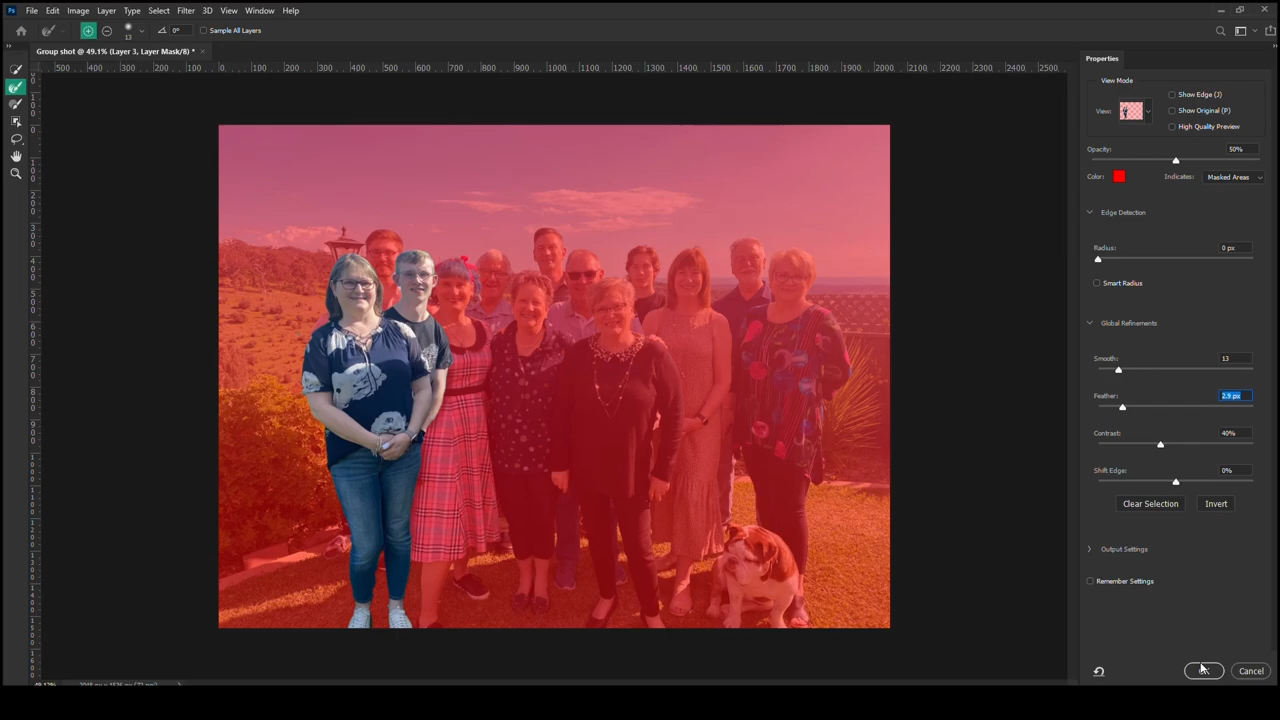 Ps File Edit Image Layer Type Select Filter 3D View Window Help
13 0° Sample All Layers
Group shot @ 49.1% (Layer 3, Layer Mask/8) * ×
500 400 300 200 100 0 100 200 300 400 500 600 700 800 900 1000 1100 1200 1300 1400 1500 1600 1700 1800 1900 2000 2100 2200 2300 2400 2500
Properties
View Mode
View:
Show Edge (J)
Show Original (P)
High Quality Preview
Opacity: 50%
Color: Indicates: Masked Areas
Edge Detection
Radius: 0 px
Smart Radius
Global Refinements
Smooth: 13
Feather: 2.9 px
Contrast: 40%
Shift Edge: 0%
Clear Selection Invert
Output Settings
Remember Settings
Cancel